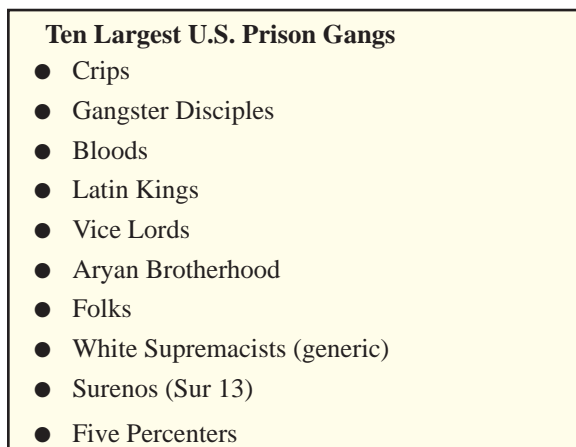 Ten Largest U.S. Prison Gangs
● Crips
● Gangster Disciples
● Bloods
● Latin Kings
● Vice Lords
● Aryan Brotherhood
● Folks
● White Supremacists (generic)
● Surenos (Sur 13)
● Five Percenters